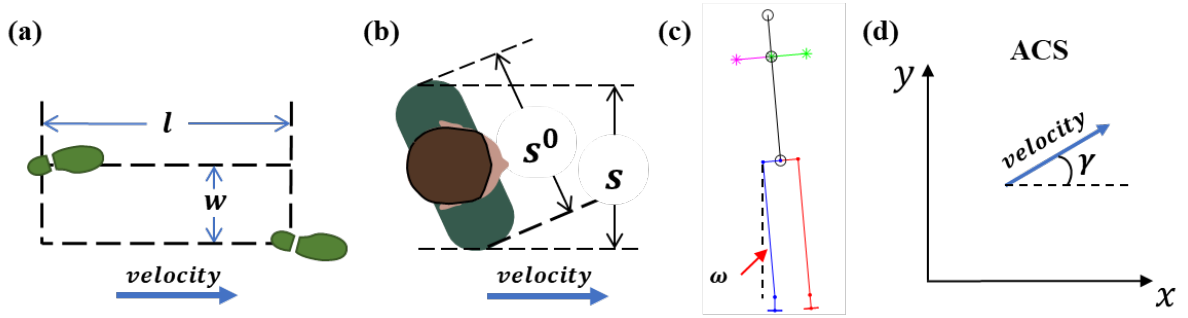 (a)
l
w
velocity
(b)
s⁰
s
velocity
(c)
ω
(d)
ACS
y
velocity
γ
x